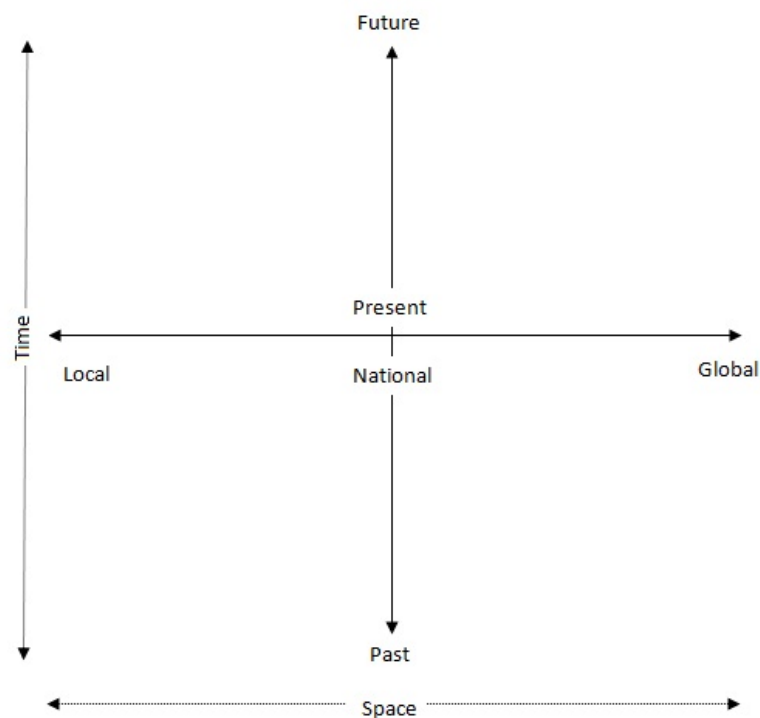 Future
Present
Time
Local
National
Global
Past
Space